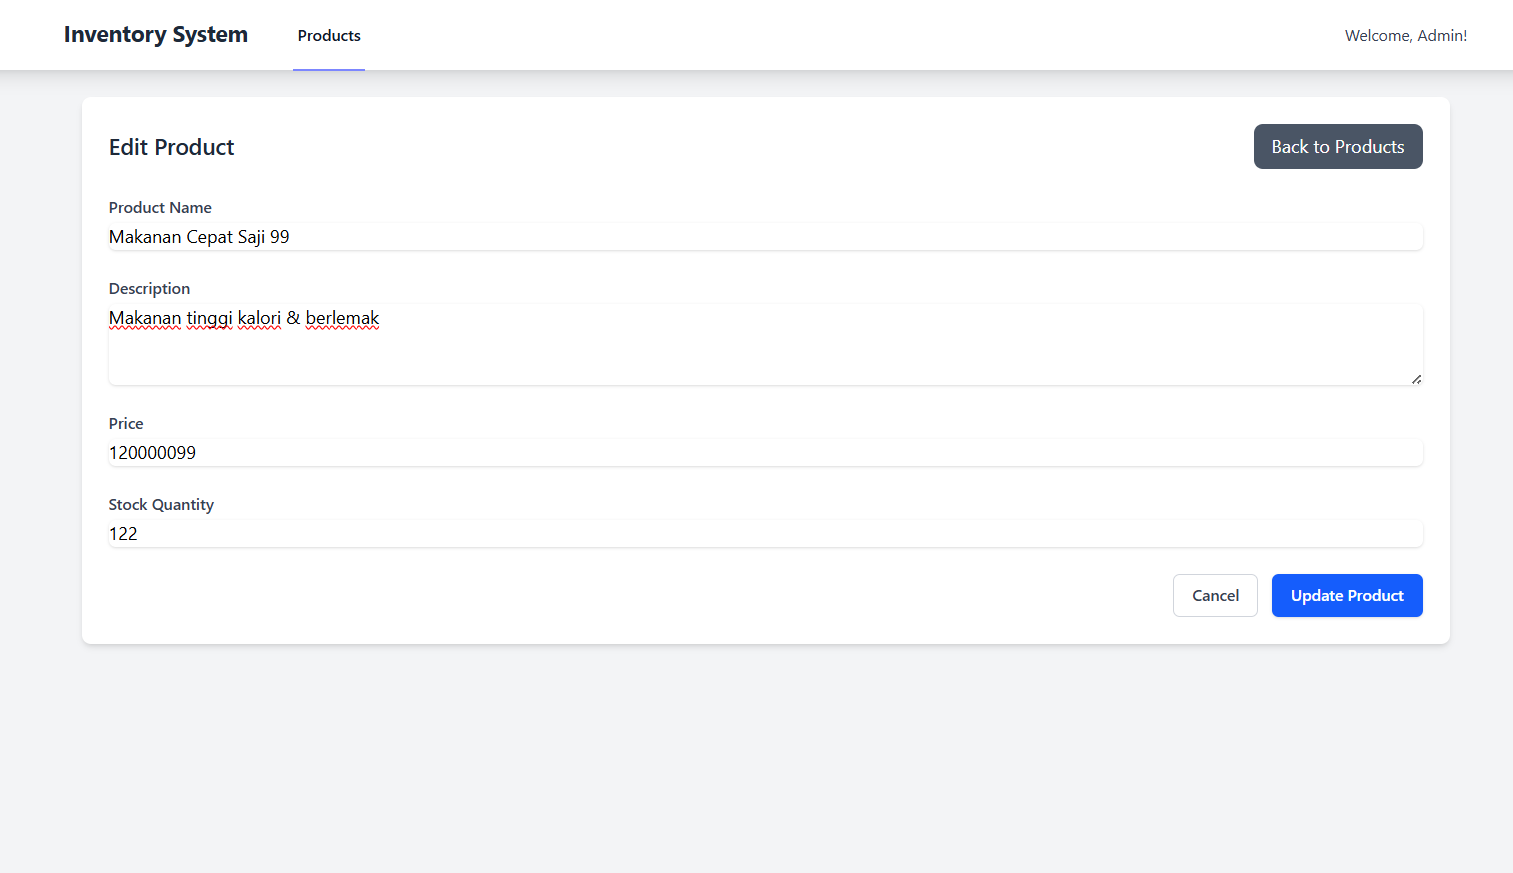 Inventory System
Products
Welcome, Admin!
Edit Product
Back to Products
Product Name
Makanan Cepat Saji 99
Description
Makanan tinggi kalori & berlemak
Price
120000099
Stock Quantity
122
Cancel
Update Product